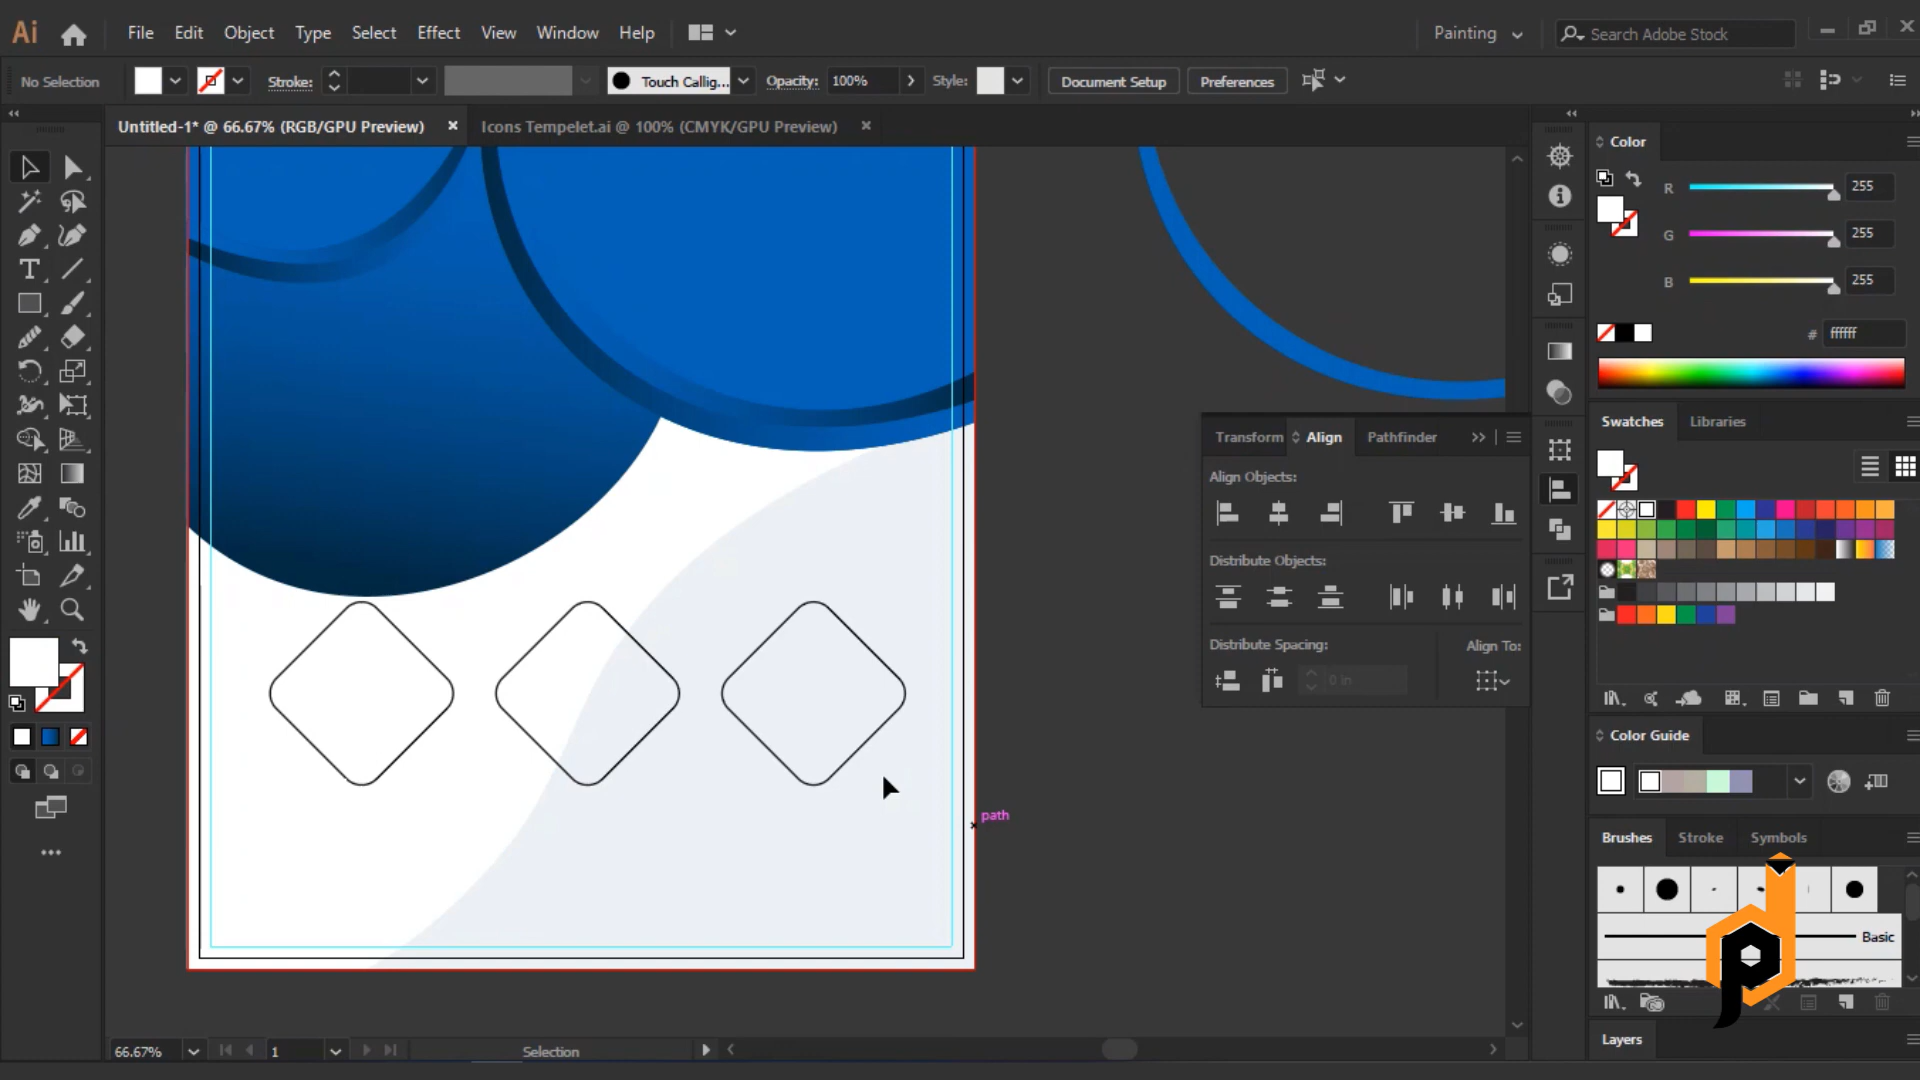 Ai File Edit Object Type Select Effect View Window Help Painting Search Adobe Stock
No Selection Stroke: Touch Callig... Opacity: 100% Style: Document Setup Preferences
Untitled-1* @ 66.67% (RGB/GPU Preview) × Icons Tempelet.ai @ 100% (CMYK/GPU Preview) ×
Color
R 255
G 255
B 255
# ffffff
Swatches Libraries
Transform Align Pathfinder
Align Objects:
Distribute Objects:
Distribute Spacing: Align To:
0 in
Color Guide
path
Brushes Stroke Symbols
Basic
Layers
66.67% 1 Selection